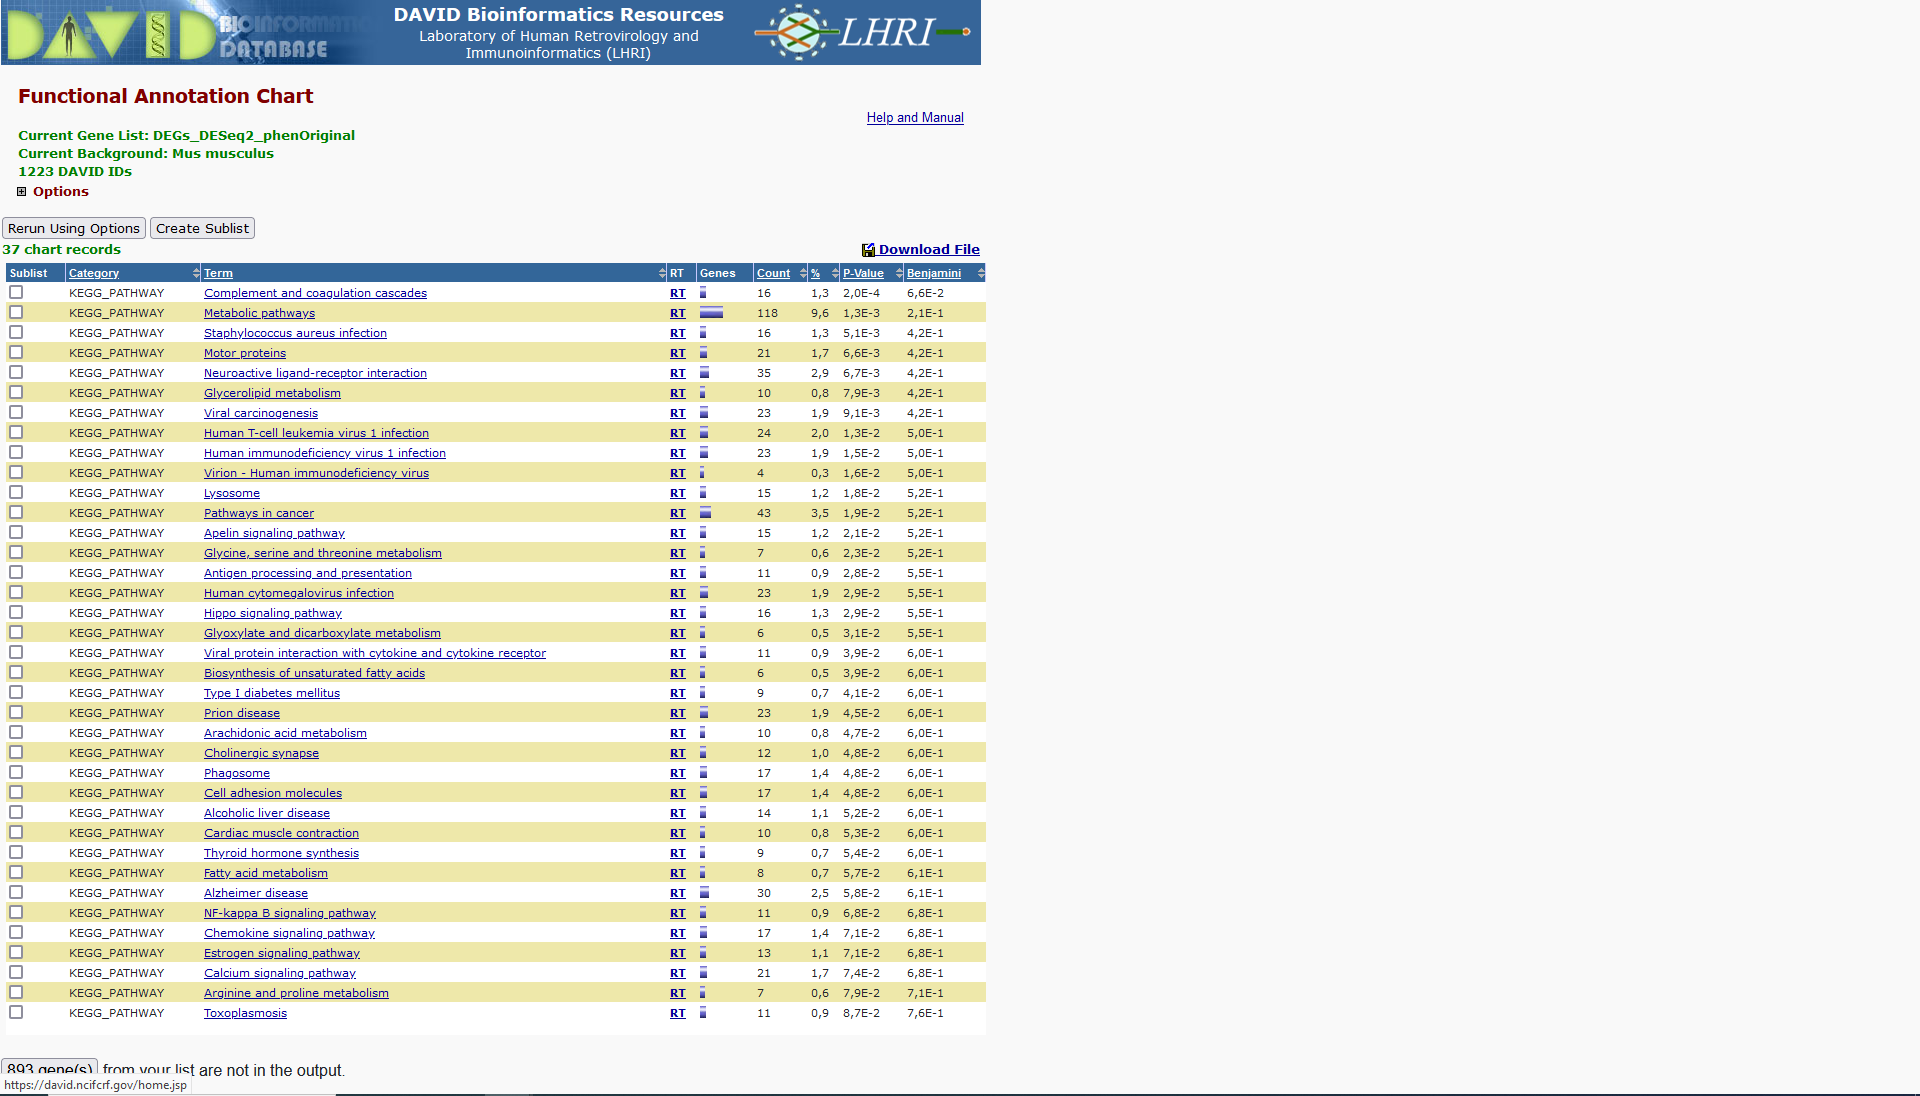 DAVID BIOINFORMATICS DATABASE
DAVID Bioinformatics Resources
Laboratory of Human Retrovirology and
Immunoinformatics (LHRI)
LHRI
Functional Annotation Chart
Help and Manual
Current Gene List: DEGs_DESeq2_phenOriginal
Current Background: Mus musculus
1223 DAVID IDs
Options
Rerun Using Options Create Sublist
37 chart records
Download File
Sublist Category Term RT Genes Count % P-Value Benjamini
KEGG_PATHWAY Complement and coagulation cascades RT 16 1,3 2,0E-4 6,6E-2
KEGG_PATHWAY Metabolic pathways RT 118 9,6 1,3E-3 2,1E-1
KEGG_PATHWAY Staphylococcus aureus infection RT 16 1,3 5,1E-3 4,2E-1
KEGG_PATHWAY Motor proteins RT 21 1,7 6,6E-3 4,2E-1
KEGG_PATHWAY Neuroactive ligand-receptor interaction RT 35 2,9 6,7E-3 4,2E-1
KEGG_PATHWAY Glycerolipid metabolism RT 10 0,8 7,9E-3 4,2E-1
KEGG_PATHWAY Viral carcinogenesis RT 23 1,9 9,1E-3 4,2E-1
KEGG_PATHWAY Human T-cell leukemia virus 1 infection RT 24 2,0 1,3E-2 5,0E-1
KEGG_PATHWAY Human immunodeficiency virus 1 infection RT 23 1,9 1,5E-2 5,0E-1
KEGG_PATHWAY Virion - Human immunodeficiency virus RT 4 0,3 1,6E-2 5,0E-1
KEGG_PATHWAY Lysosome RT 15 1,2 1,8E-2 5,2E-1
KEGG_PATHWAY Pathways in cancer RT 43 3,5 1,9E-2 5,2E-1
KEGG_PATHWAY Apelin signaling pathway RT 15 1,2 2,1E-2 5,2E-1
KEGG_PATHWAY Glycine, serine and threonine metabolism RT 7 0,6 2,3E-2 5,2E-1
KEGG_PATHWAY Antigen processing and presentation RT 11 0,9 2,8E-2 5,5E-1
KEGG_PATHWAY Human cytomegalovirus infection RT 23 1,9 2,9E-2 5,5E-1
KEGG_PATHWAY Hippo signaling pathway RT 16 1,3 2,9E-2 5,5E-1
KEGG_PATHWAY Glyoxylate and dicarboxylate metabolism RT 6 0,5 3,1E-2 5,5E-1
KEGG_PATHWAY Viral protein interaction with cytokine and cytokine receptor RT 11 0,9 3,9E-2 6,0E-1
KEGG_PATHWAY Biosynthesis of unsaturated fatty acids RT 6 0,5 3,9E-2 6,0E-1
KEGG_PATHWAY Type I diabetes mellitus RT 9 0,7 4,1E-2 6,0E-1
KEGG_PATHWAY Prion disease RT 23 1,9 4,5E-2 6,0E-1
KEGG_PATHWAY Arachidonic acid metabolism RT 10 0,8 4,7E-2 6,0E-1
KEGG_PATHWAY Cholinergic synapse RT 12 1,0 4,8E-2 6,0E-1
KEGG_PATHWAY Phagosome RT 17 1,4 4,8E-2 6,0E-1
KEGG_PATHWAY Cell adhesion molecules RT 17 1,4 4,8E-2 6,0E-1
KEGG_PATHWAY Alcoholic liver disease RT 14 1,1 5,2E-2 6,0E-1
KEGG_PATHWAY Cardiac muscle contraction RT 10 0,8 5,3E-2 6,0E-1
KEGG_PATHWAY Thyroid hormone synthesis RT 9 0,7 5,4E-2 6,0E-1
KEGG_PATHWAY Fatty acid metabolism RT 8 0,7 5,7E-2 6,1E-1
KEGG_PATHWAY Alzheimer disease RT 30 2,5 5,8E-2 6,1E-1
KEGG_PATHWAY NF-kappa B signaling pathway RT 11 0,9 6,8E-2 6,8E-1
KEGG_PATHWAY Chemokine signaling pathway RT 17 1,4 7,1E-2 6,8E-1
KEGG_PATHWAY Estrogen signaling pathway RT 13 1,1 7,1E-2 6,8E-1
KEGG_PATHWAY Calcium signaling pathway RT 21 1,7 7,4E-2 6,8E-1
KEGG_PATHWAY Arginine and proline metabolism RT 7 0,6 7,9E-2 7,1E-1
KEGG_PATHWAY Toxoplasmosis RT 11 0,9 8,7E-2 7,6E-1
893 gene(s) from your list are not in the output.
https://david.ncifcrf.gov/home.jsp